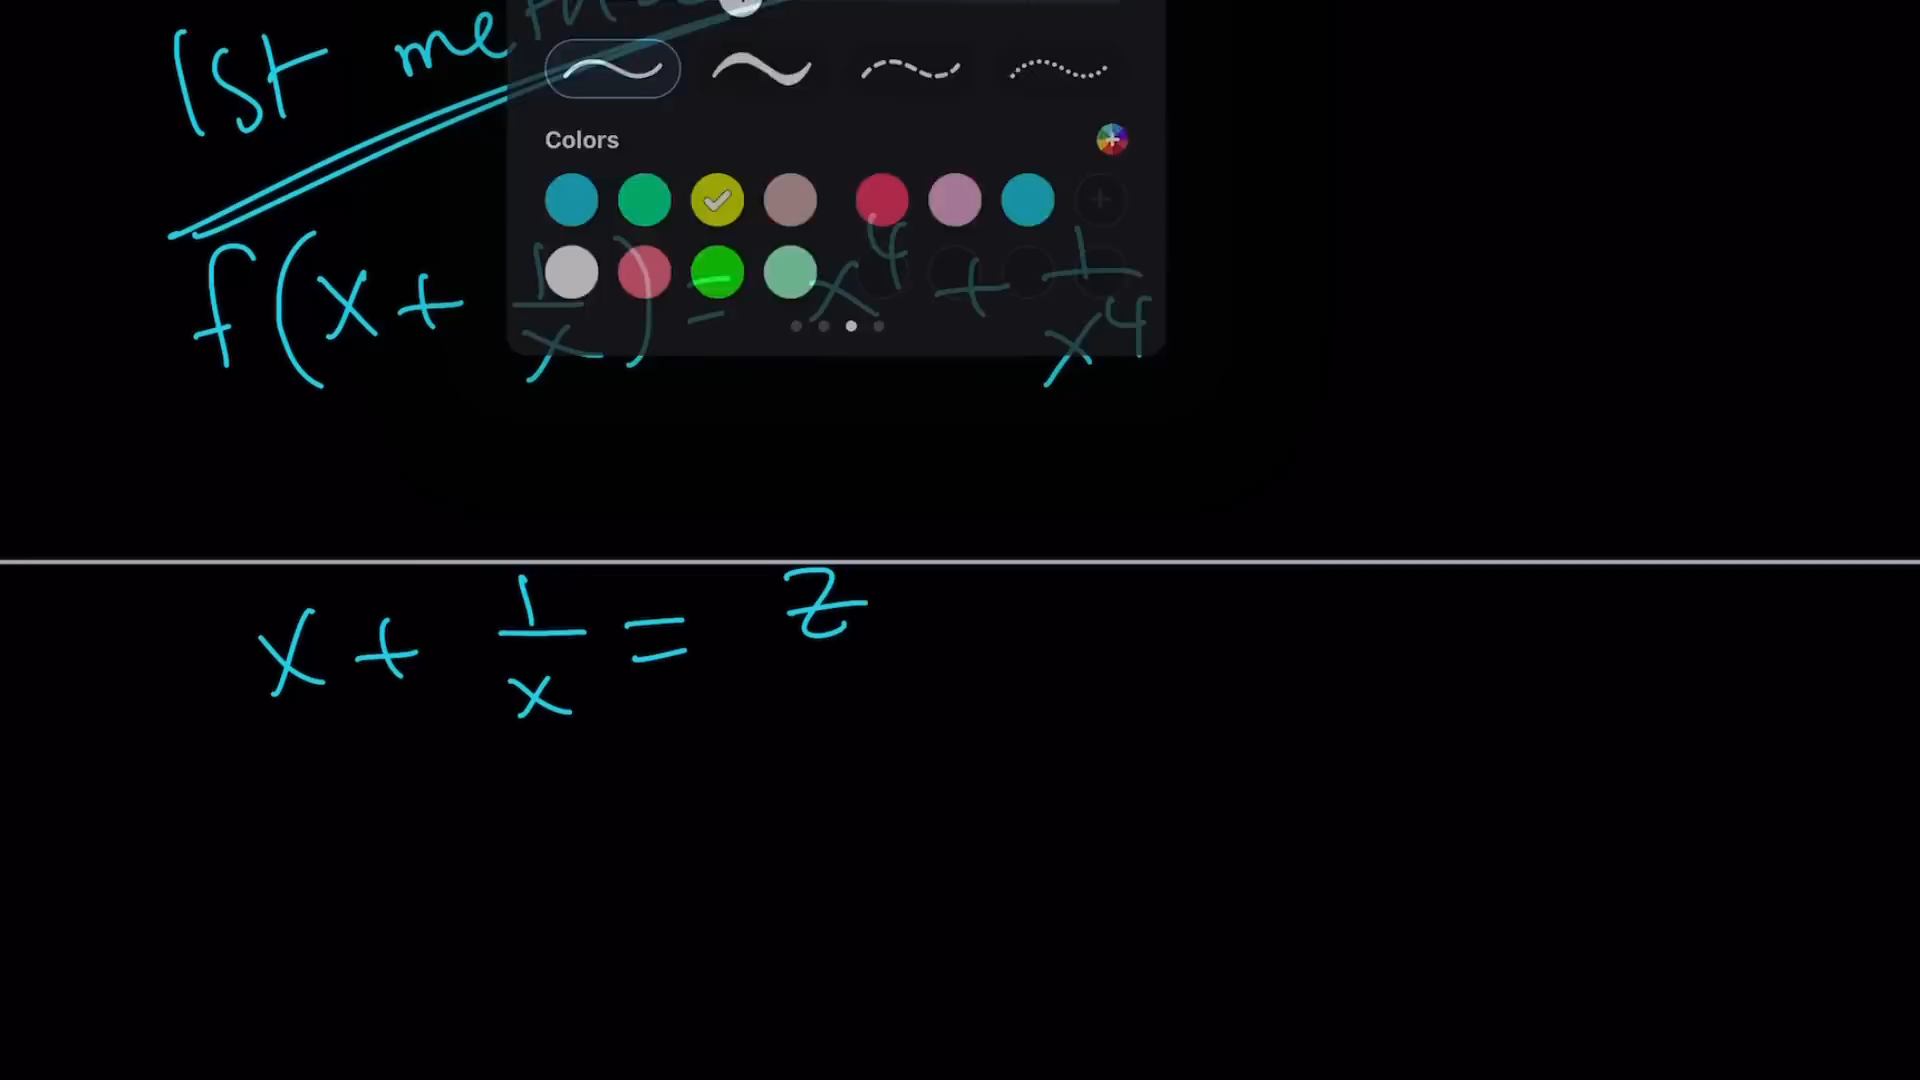 1st me
Colors
f(x + 1/x) = x⁴ + 1/x⁴
x + 1/x = z